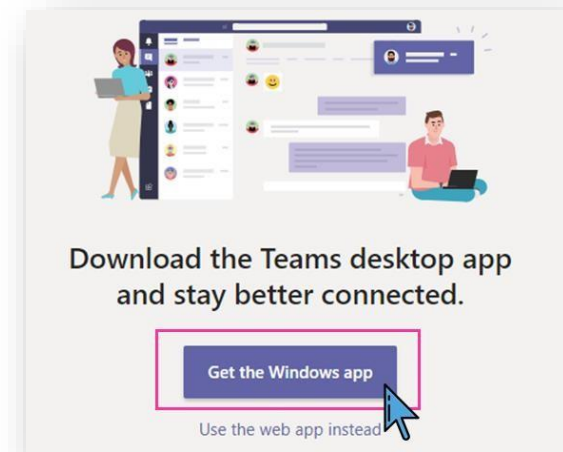 Download the Teams desktop app
and stay better connected.
Get the Windows app
Use the web app instead